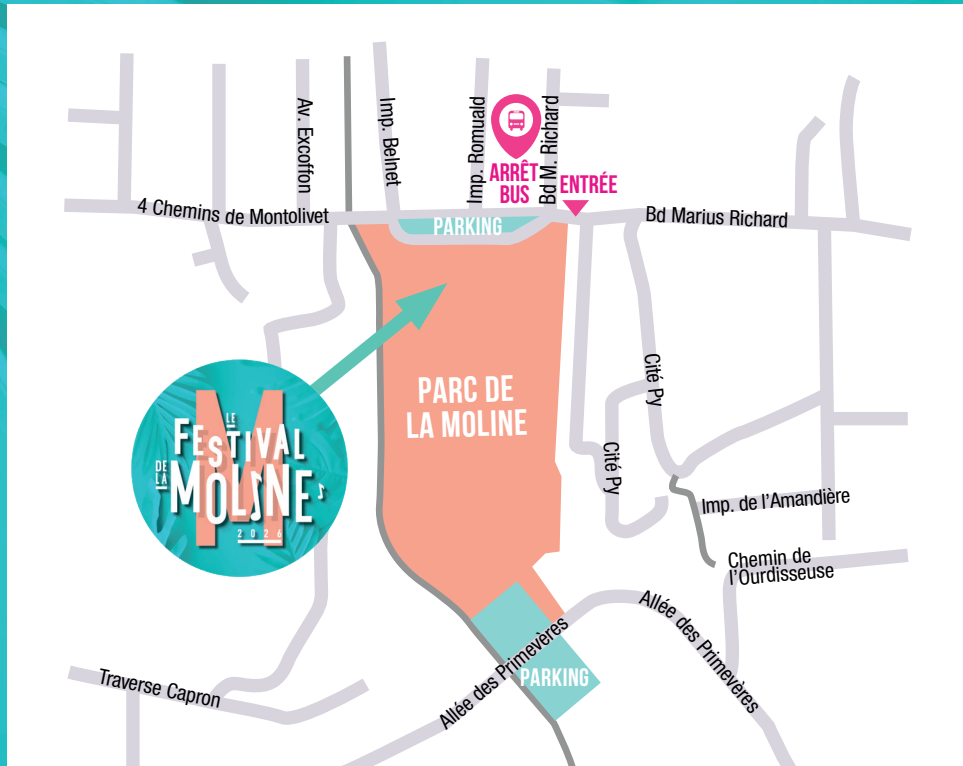 Av. Excoffon
Imp. Belnet
Imp. Romuald
ARRÊT
BUS
Bd M. Richard
ENTRÉE
4 Chemins de Montolivet
PARKING
Bd Marius Richard
PARC DE
LA MOLINE
Cité Py
Cité Py
LE
FESTIVAL
DE LA
MOLINE
2026
Imp. de l'Amandière
Chemin de
l'Ourdisseuse
Allée des Primevères
Allée des Primevères
PARKING
Traverse Capron